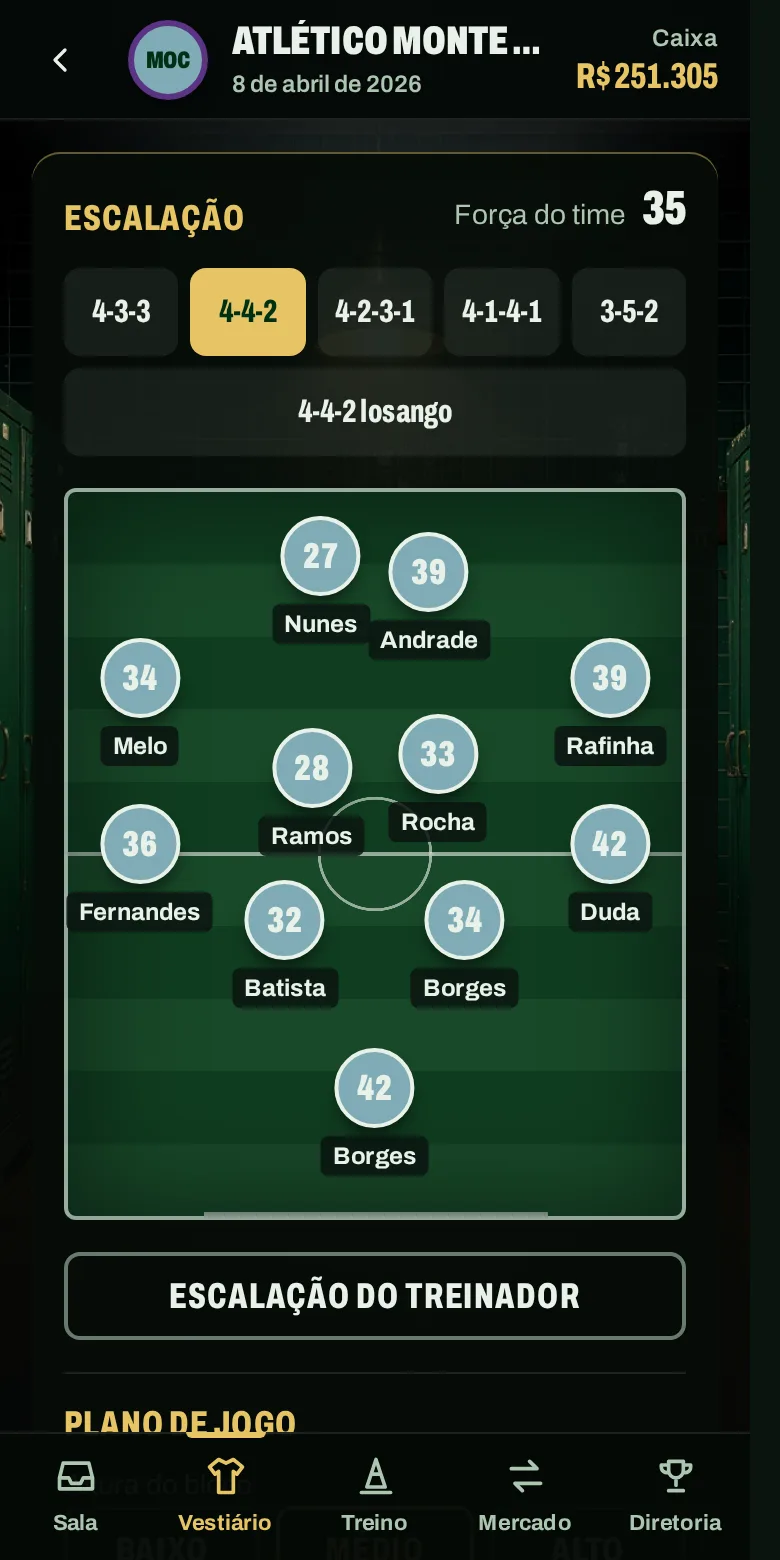 MOC
ATLÉTICO MONTE...
8 de abril de 2026
Caixa
R$ 251.305
ESCALAÇÃO
Força do time 35
4-3-3
4-4-2
4-2-3-1
4-1-4-1
3-5-2
4-4-2 losango
27
Nunes
39
Andrade
34
Melo
39
Rafinha
28
Ramos
33
Rocha
36
Fernandes
42
Duda
32
Batista
34
Borges
42
Borges
ESCALAÇÃO DO TREINADOR
PLANO DE JOGO
BAIXO
MÉDIO
ALTO
Sala
Vestiário
Treino
Mercado
Diretoria